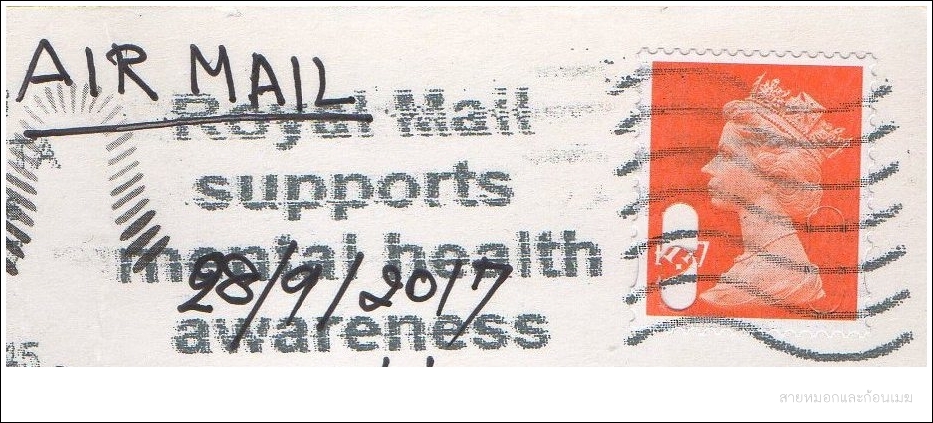 AIR MAIL
Royal Mail
supports
mental health
28/9/2017
awareness
สายหมอกและก้อนเมฆ